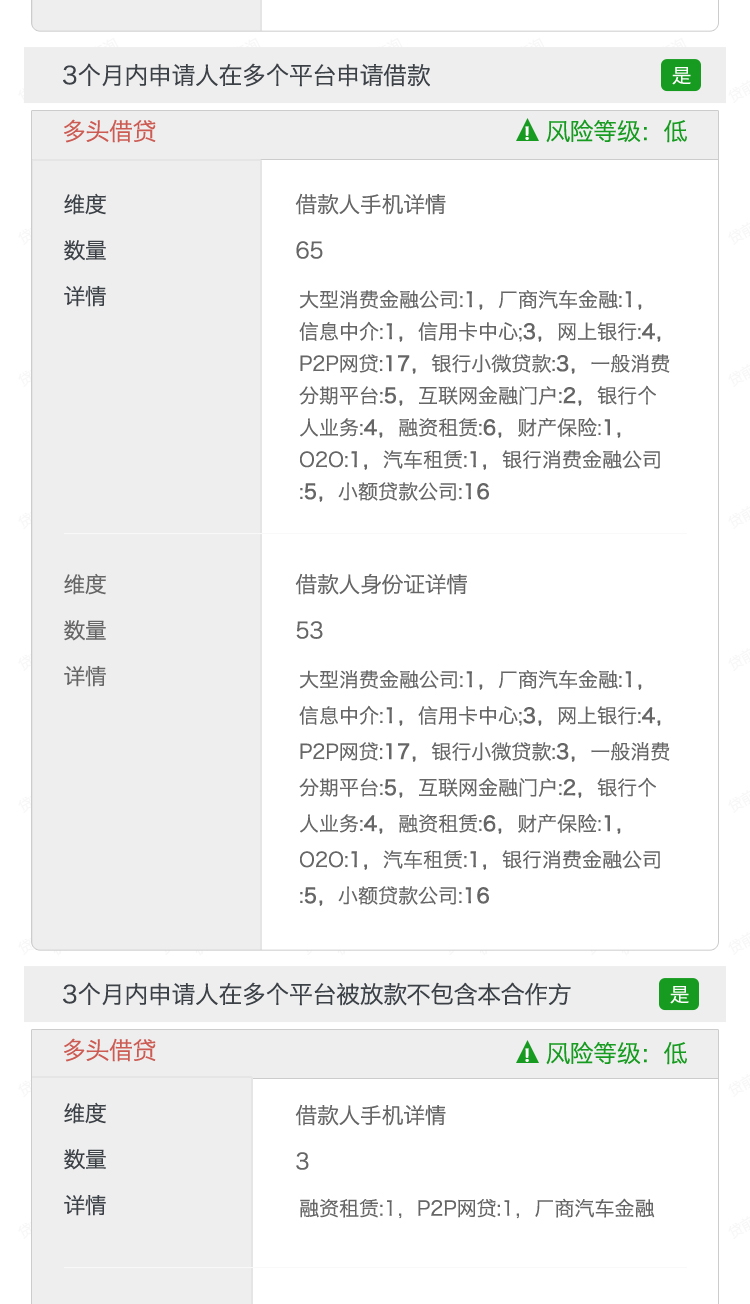 3个月内申请人在多个平台申请借款 是
多头借贷 风险等级：低
维度 借款人手机详情
数量 65
详情
大型消费金融公司:1，厂商汽车金融:1，
信息中介:1，信用卡中心;3，网上银行:4，
P2P网贷:17，银行小微贷款:3，一般消费
分期平台:5，互联网金融门户:2，银行个
人业务:4，融资租赁:6，财产保险:1，
O2O:1，汽车租赁:1，银行消费金融公司
:5，小额贷款公司:16
维度 借款人身份证详情
数量 53
详情
大型消费金融公司:1，厂商汽车金融:1，
信息中介:1，信用卡中心;3，网上银行:4，
P2P网贷:17，银行小微贷款:3，一般消费
分期平台:5，互联网金融门户:2，银行个
人业务:4，融资租赁:6，财产保险:1，
O2O:1，汽车租赁:1，银行消费金融公司
:5，小额贷款公司:16
3个月内申请人在多个平台被放款不包含本合作方 是
多头借贷 风险等级：低
维度 借款人手机详情
数量 3
详情 融资租赁:1，P2P网贷:1，厂商汽车金融